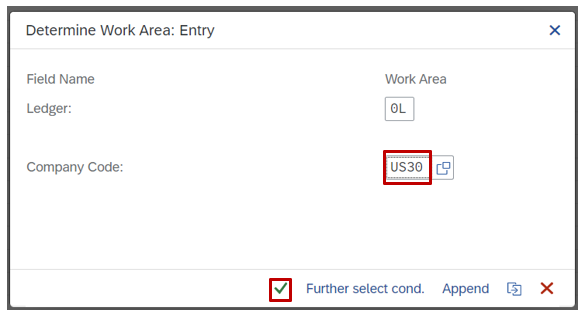 Determine Work Area: Entry
Field Name Work Area
Ledger: 0L
Company Code: US30
Further select cond. Append